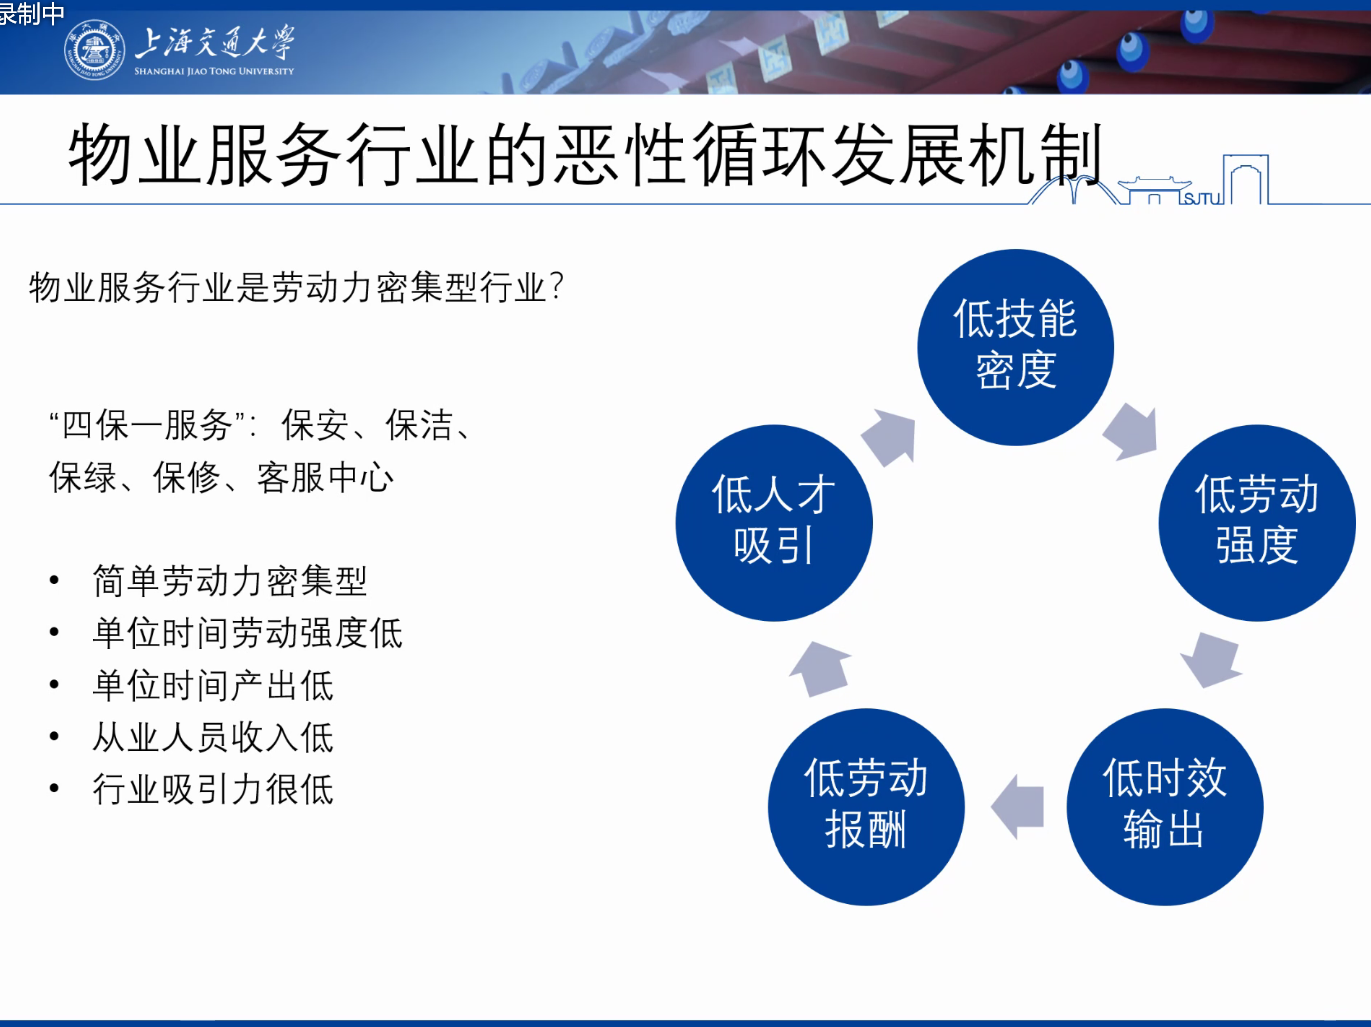 录制中
上海交通大学
SHANGHAI JIAO TONG UNIVERSITY
物业服务行业的恶性循环发展机制
SJTU
物业服务行业是劳动力密集型行业？
“四保一服务”：保安、保洁、
保绿、保修、客服中心
• 简单劳动力密集型
• 单位时间劳动强度低
• 单位时间产出低
• 从业人员收入低
• 行业吸引力很低
低技能
密度
低劳动
强度
低时效
输出
低劳动
报酬
低人才
吸引